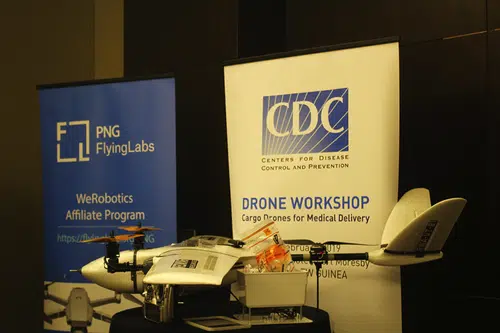 PNG
FlyingLabs
WeRobotics
Affiliate Program
CDC
CENTERS FOR DISEASE
CONTROL AND PREVENTION
DRONE WORKSHOP
Cargo Drones for Medical Delivery
GUINEA